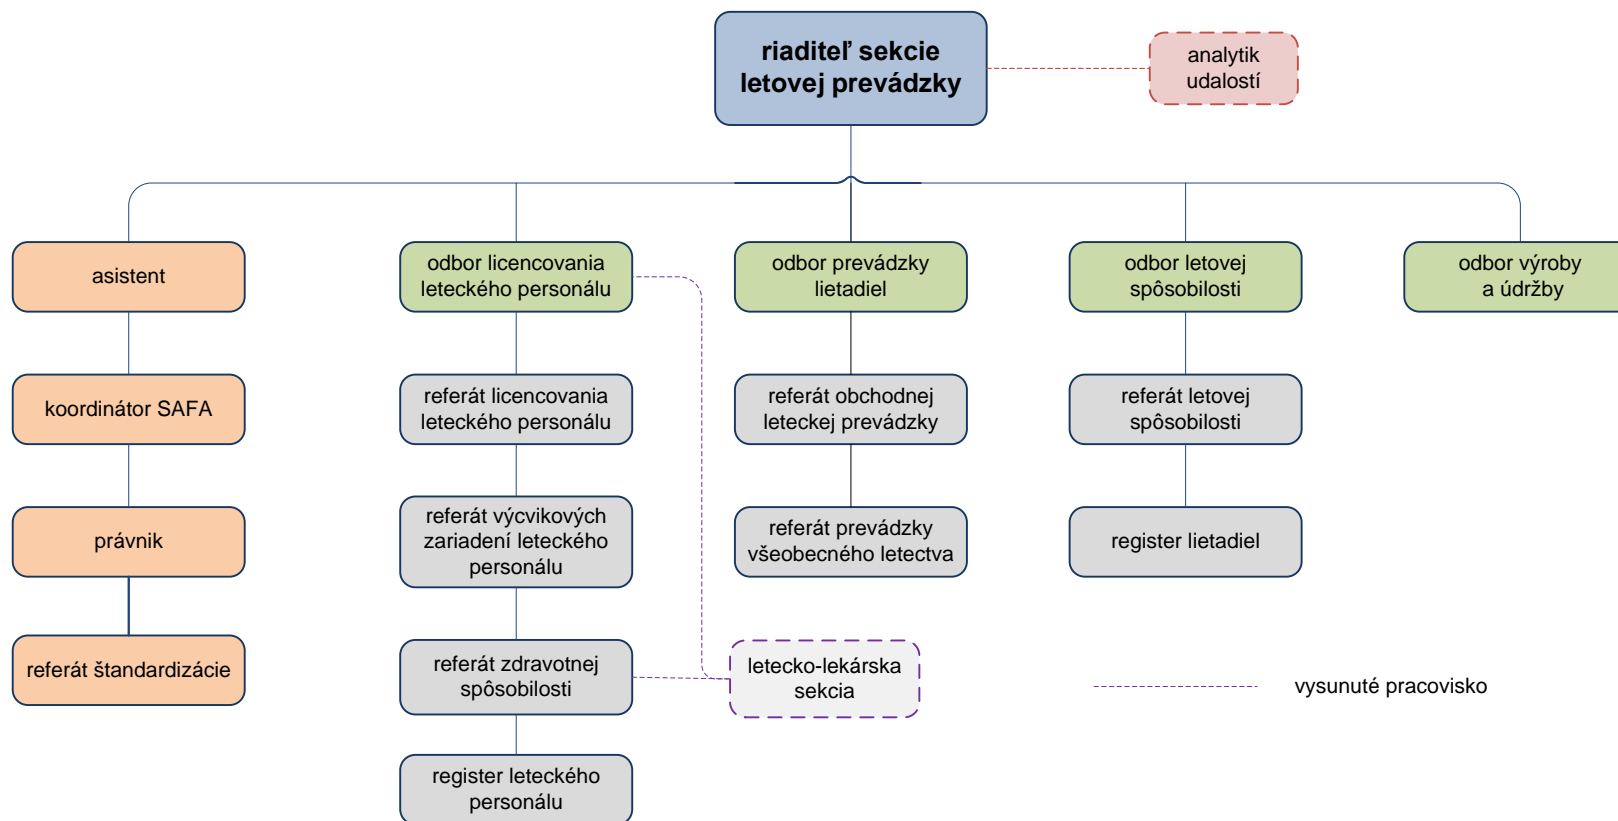 riaditeľ sekcie
letovej prevádzky
analytik
udalostí
asistent
odbor licencovania
leteckého personálu
odbor prevádzky
lietadiel
odbor letovej
spôsobilosti
odbor výroby
a údržby
koordinátor SAFA
referát licencovania
leteckého personálu
referát obchodnej
leteckej prevádzky
referát letovej
spôsobilosti
právnik
referát výcvikových
zariadení leteckého
personálu
referát prevádzky
všeobecného letectva
register lietadiel
referát štandardizácie
referát zdravotnej
spôsobilosti
letecko-lekárska
sekcia
vysunuté pracovisko
register leteckého
personálu